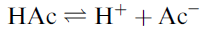 HAc ⇌ H⁺ + Ac⁻